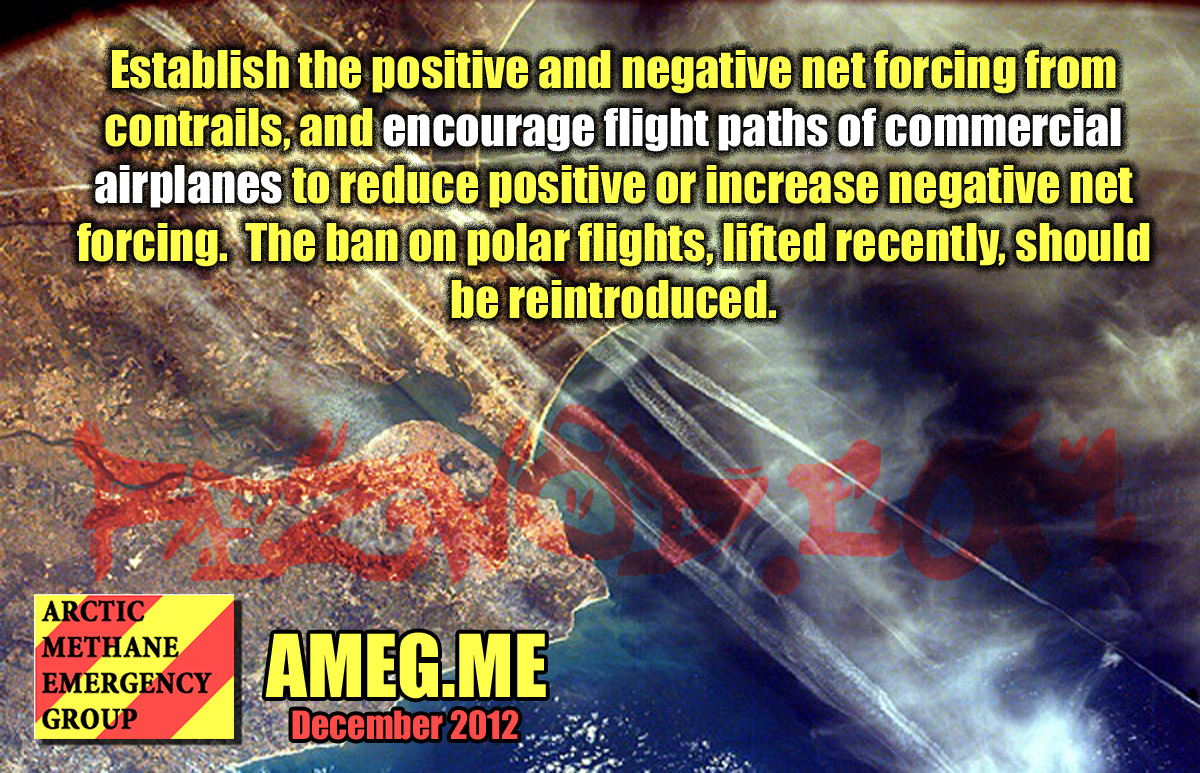 Establish the positive and negative net forcing from
contrails, and encourage flight paths of commercial
airplanes to reduce positive or increase negative net
forcing.  The ban on polar flights, lifted recently, should
be reintroduced.
ARCTIC
METHANE
EMERGENCY
GROUP
AMEG.ME
December 2012